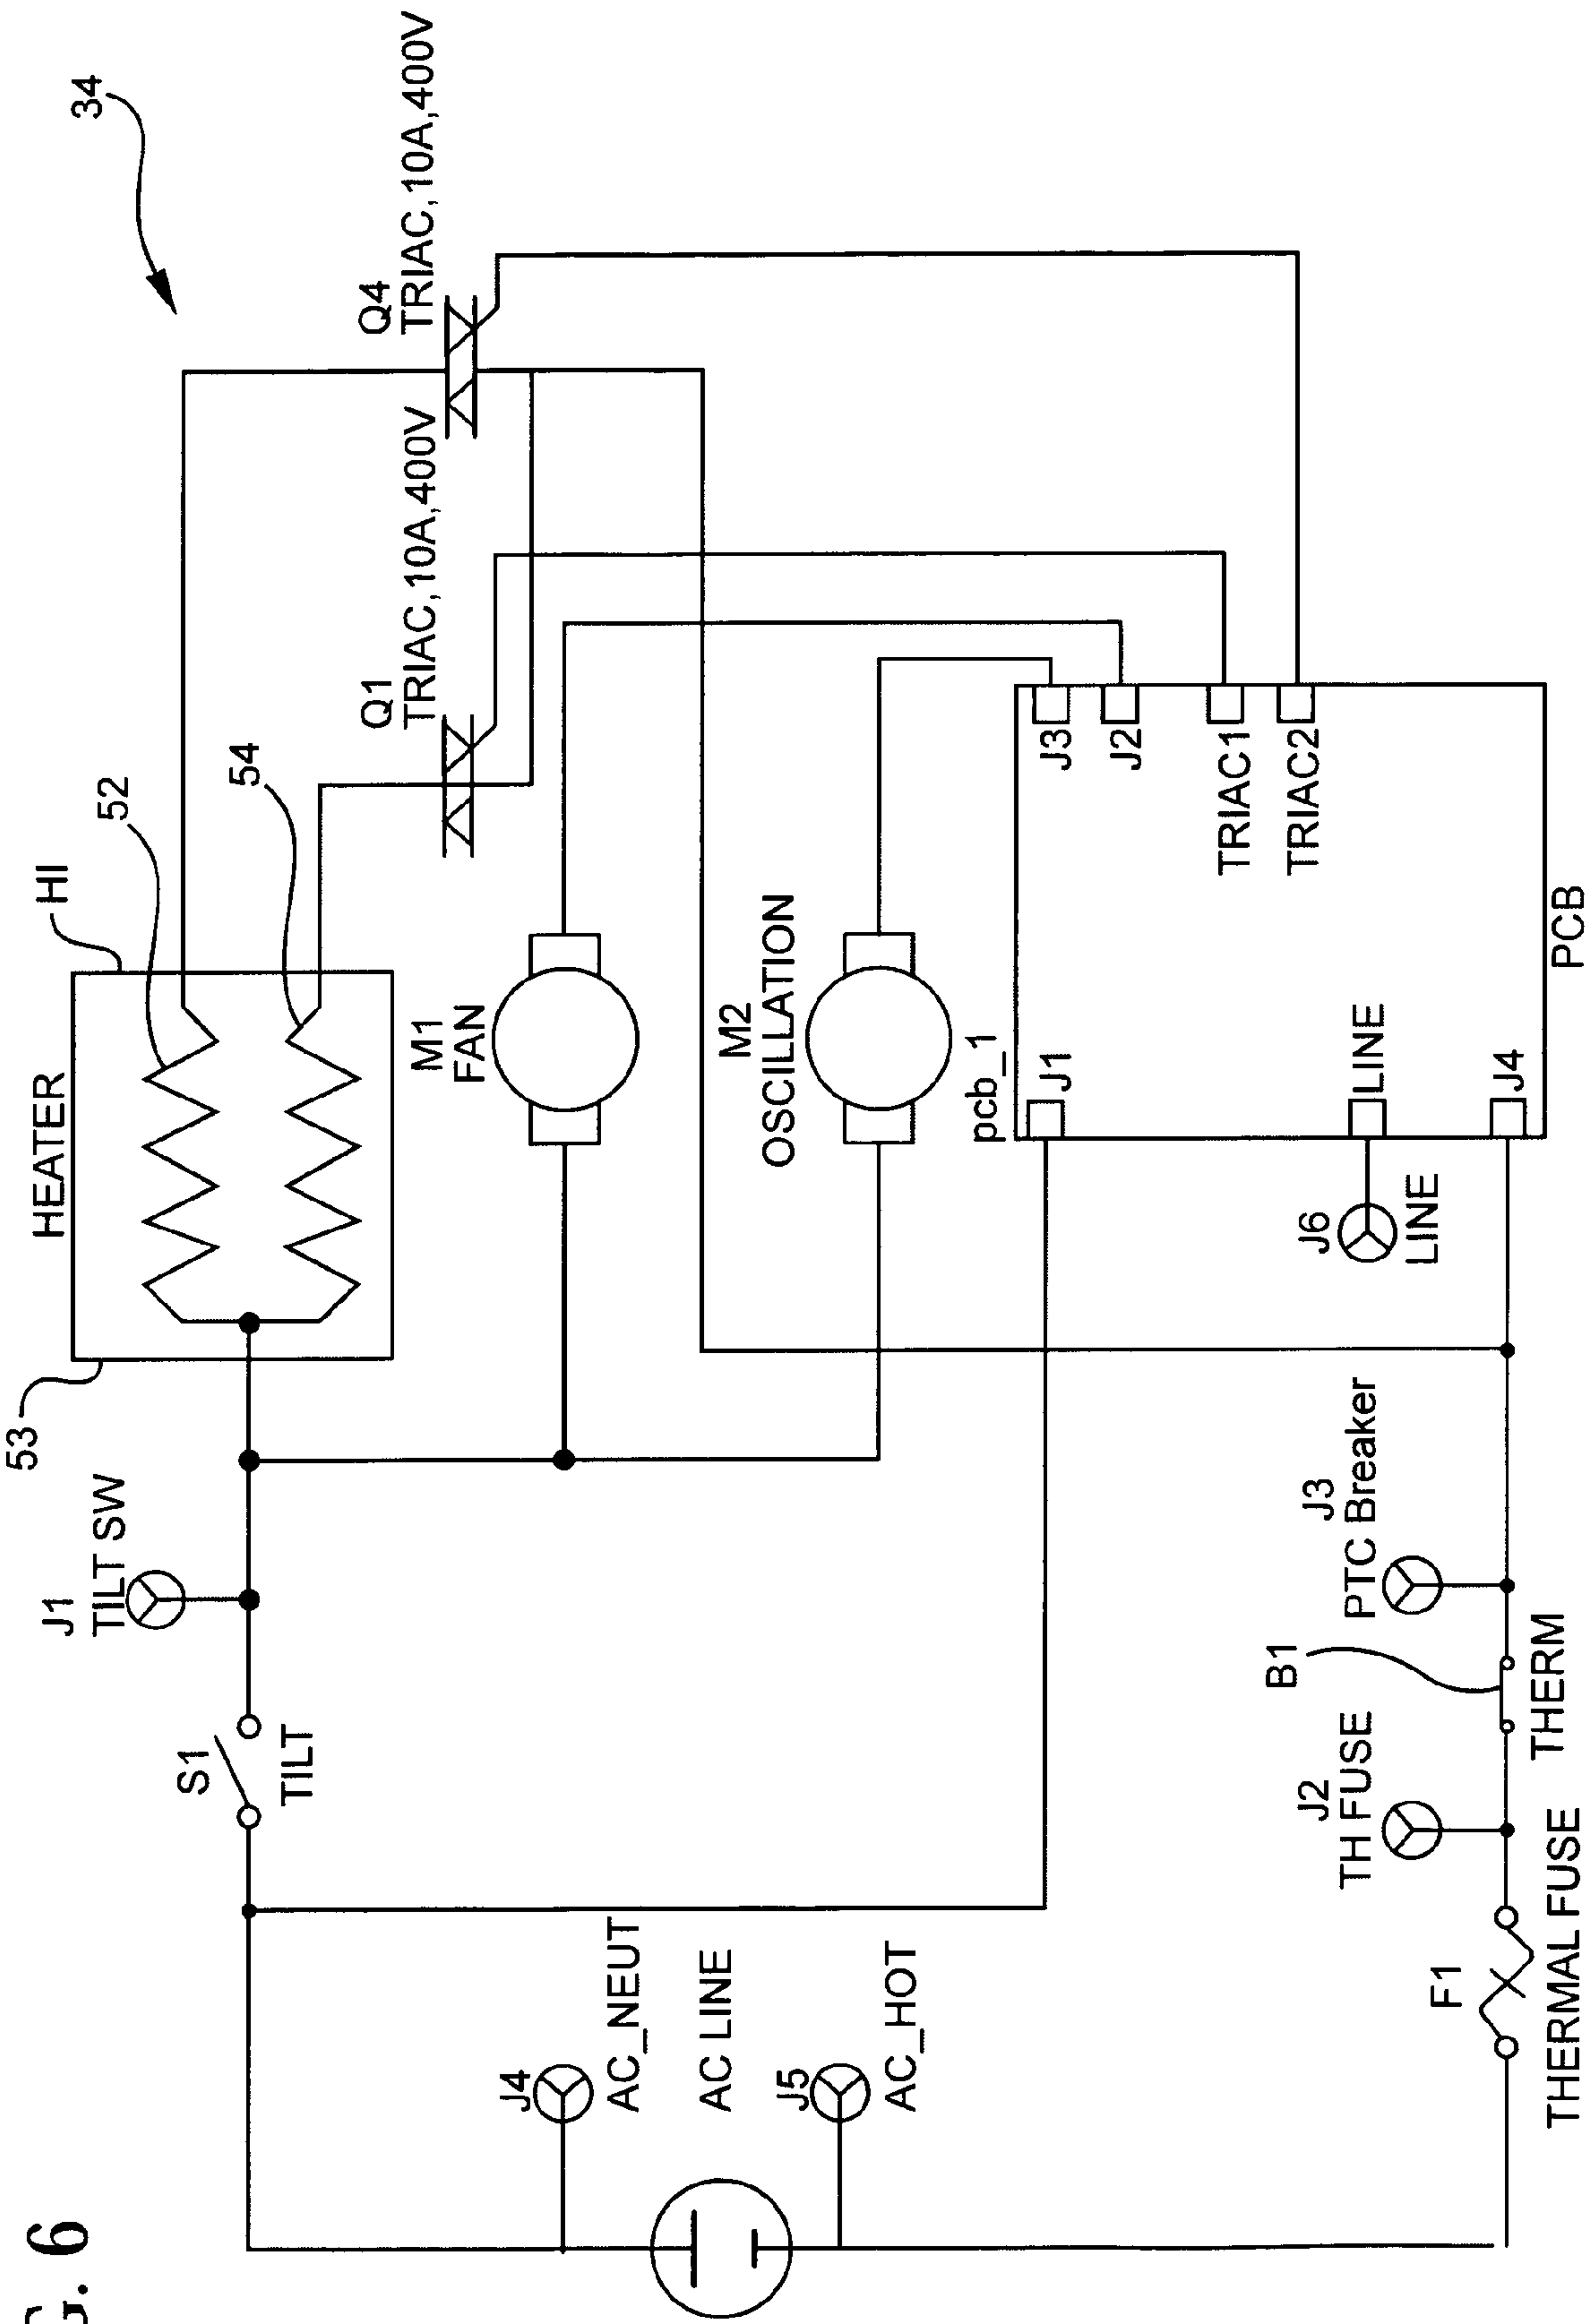 G. 6
34
53
HEATER
HI
52
54
Q4
TRIAC,10A,400V
Q1
TRIAC,10A,400V
J1
TILT SW
S1
TILT
M1
FAN
M2
OSCILLATION
J4
AC_NEUT
AC LINE
J5
AC_HOT
pcb_1
J1
J3
J2
TRIAC1
TRIAC2
LINE
J4
PCB
J6
LINE
J3
PTC Breaker
B1
THERM
J2
TH FUSE
F1
THERMAL FUSE